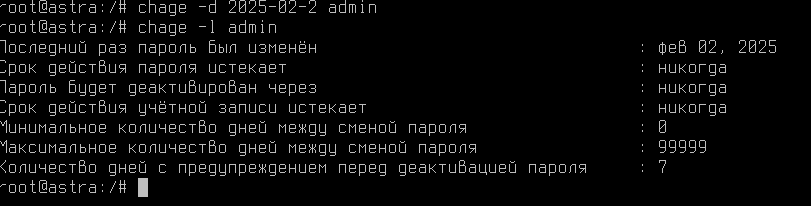 root@astra:/# chage -d 2025-02-2 admin
root@astra:/# chage -l admin
Последний раз пароль был изменён : фев 02, 2025
Срок действия пароля истекает : никогда
Пароль будет деактивирован через : никогда
Срок действия учётной записи истекает : никогда
Минимальное количество дней между сменой пароля : 0
Максимальное количество дней между сменой пароля : 99999
Количество дней с предупреждением перед деактивацией пароля : 7
root@astra:/#